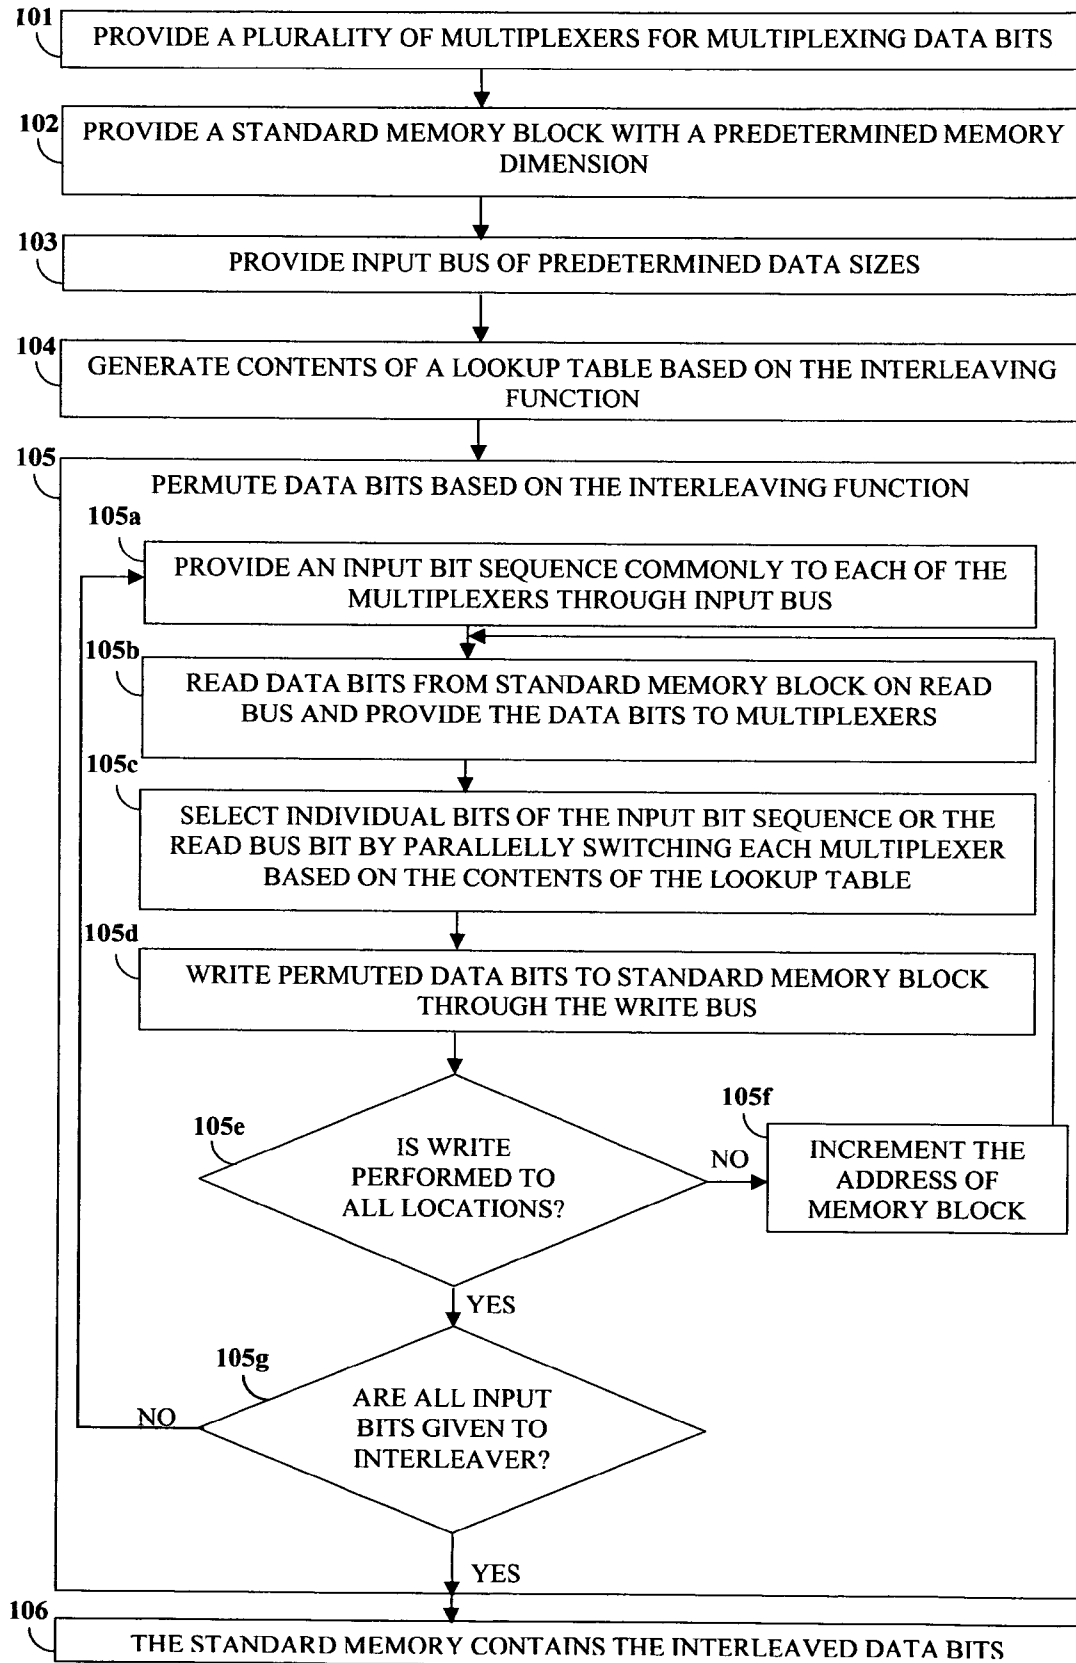 101
PROVIDE A PLURALITY OF MULTIPLEXERS FOR MULTIPLEXING DATA BITS
102
PROVIDE A STANDARD MEMORY BLOCK WITH A PREDETERMINED MEMORY
DIMENSION
103
PROVIDE INPUT BUS OF PREDETERMINED DATA SIZES
104
GENERATE CONTENTS OF A LOOKUP TABLE BASED ON THE INTERLEAVING
FUNCTION
105
PERMUTE DATA BITS BASED ON THE INTERLEAVING FUNCTION
105a
PROVIDE AN INPUT BIT SEQUENCE COMMONLY TO EACH OF THE
MULTIPLEXERS THROUGH INPUT BUS
105b
READ DATA BITS FROM STANDARD MEMORY BLOCK ON READ
BUS AND PROVIDE THE DATA BITS TO MULTIPLEXERS
105c
SELECT INDIVIDUAL BITS OF THE INPUT BIT SEQUENCE OR THE
READ BUS BIT BY PARALLELLY SWITCHING EACH MULTIPLEXER
BASED ON THE CONTENTS OF THE LOOKUP TABLE
105d
WRITE PERMUTED DATA BITS TO STANDARD MEMORY BLOCK
THROUGH THE WRITE BUS
105e
IS WRITE
PERFORMED TO
ALL LOCATIONS?
NO
105f
INCREMENT THE
ADDRESS OF
MEMORY BLOCK
YES
105g
ARE ALL INPUT
BITS GIVEN TO
INTERLEAVER?
NO
YES
106
THE STANDARD MEMORY CONTAINS THE INTERLEAVED DATA BITS